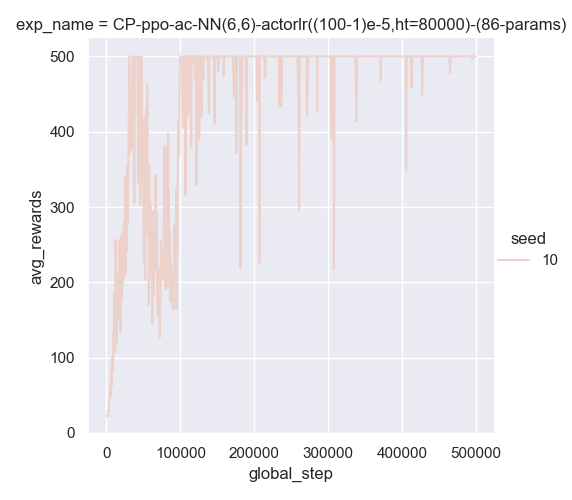 exp_name = CP-ppo-ac-NN(6,6)-actorlr((100-1)e-5,ht=80000)-(86-params)
500
400
300
200
100
0
avg_rewards
0 100000 200000 300000 400000 500000
global_step
seed
10